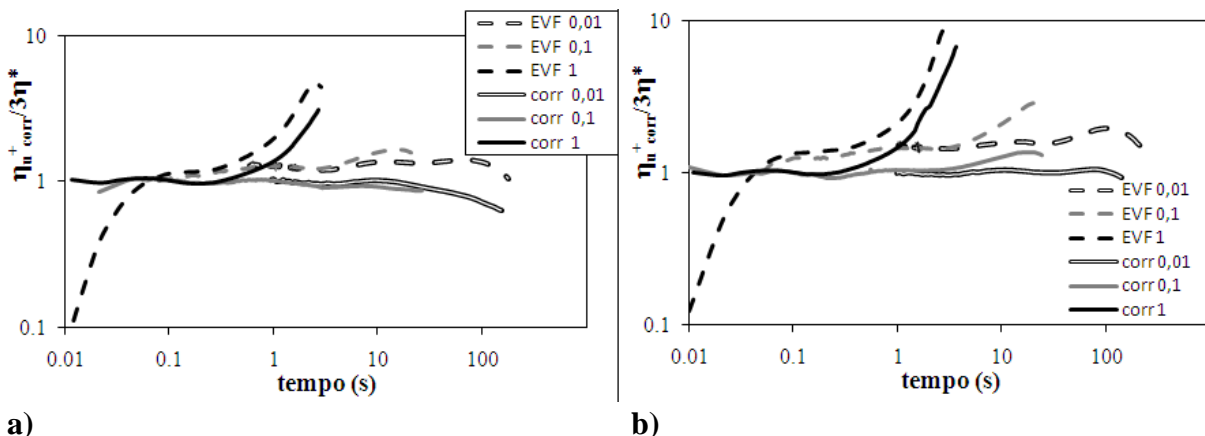 10
1
0.1
ηu+ corr/3η*
0.01 0.1 1 10 100
tempo (s)
EVF 0,01
EVF 0,1
EVF 1
corr 0,01
corr 0,1
corr 1
a)
10
1
0.1
ηu+ corr/3η*
0.01 0.1 1 10 100
tempo (s)
EVF 0,01
EVF 0,1
EVF 1
corr 0,01
corr 0,1
corr 1
b)